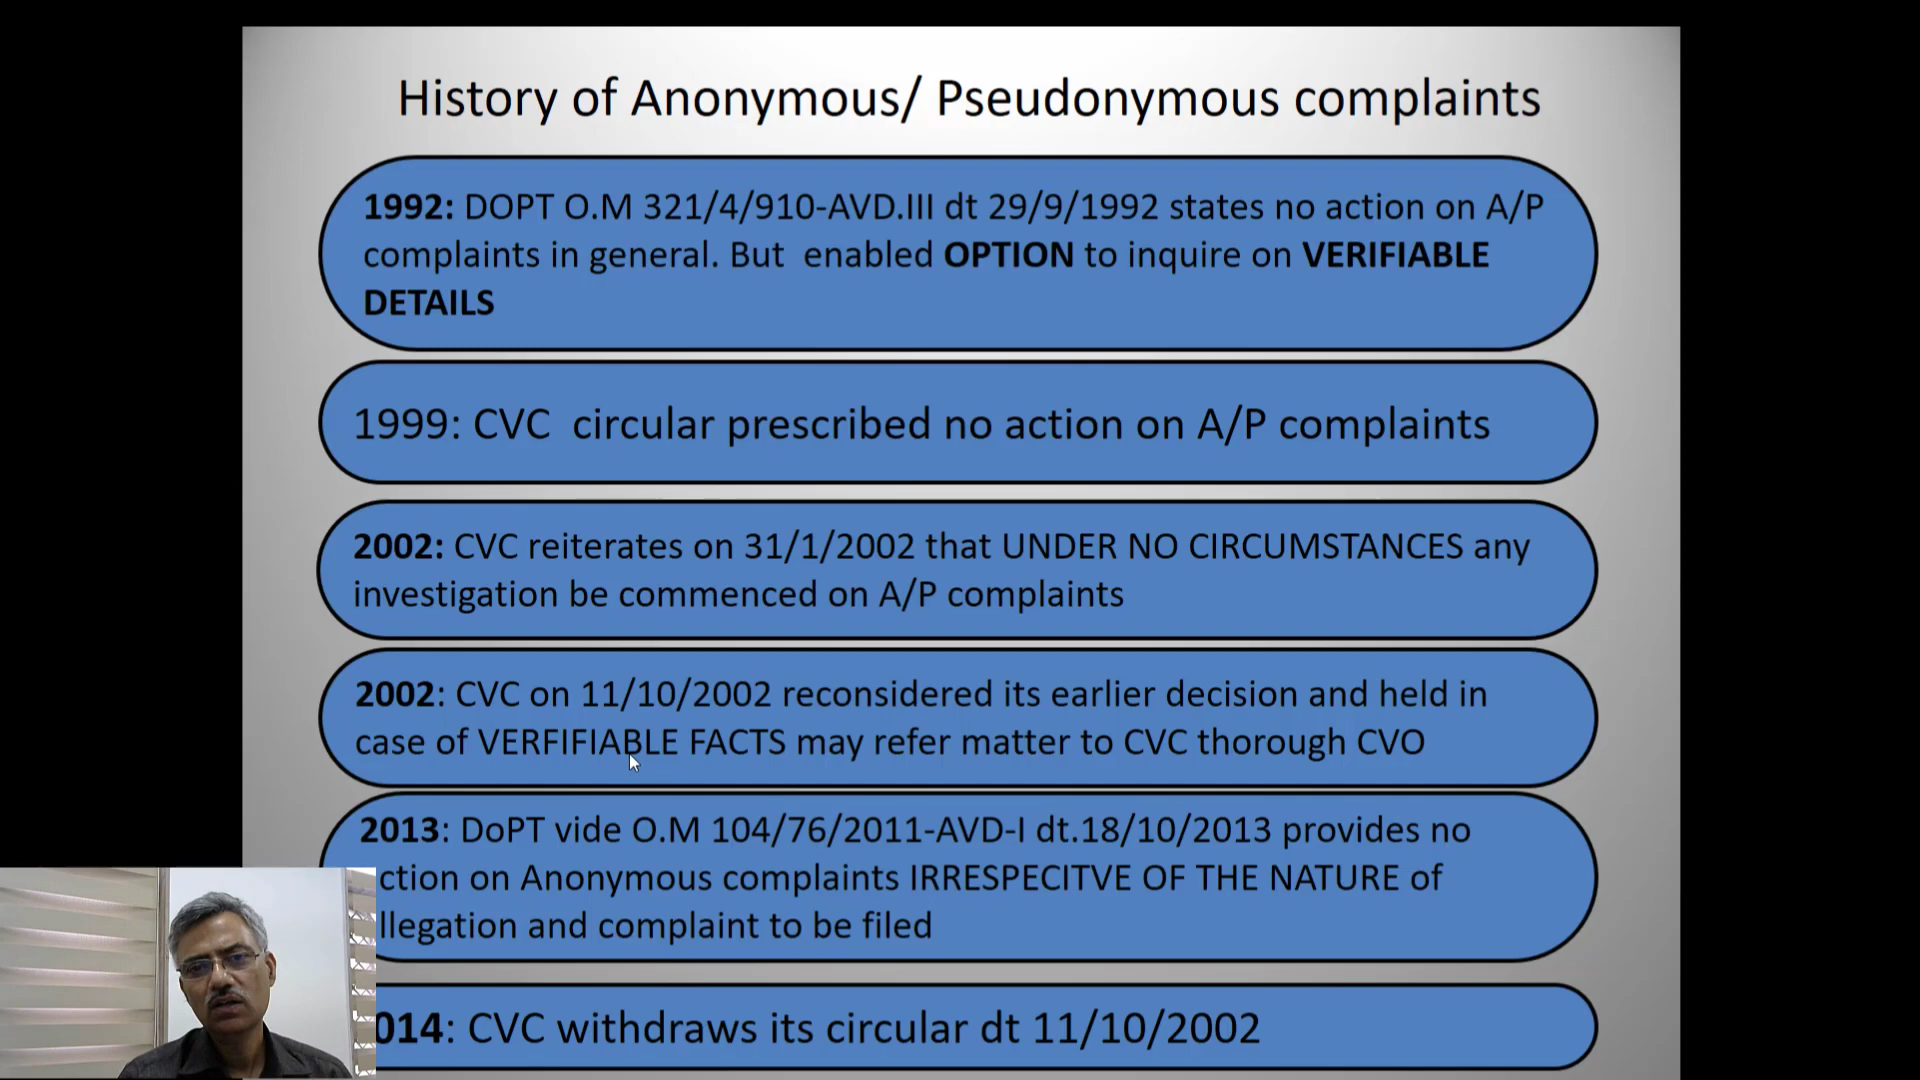 History of Anonymous/ Pseudonymous complaints
1992: DOPT O.M 321/4/910-AVD.III dt 29/9/1992 states no action on A/P
complaints in general. But enabled OPTION to inquire on VERIFIABLE
DETAILS
1999: CVC circular prescribed no action on A/P complaints
2002: CVC reiterates on 31/1/2002 that UNDER NO CIRCUMSTANCES any
investigation be commenced on A/P complaints
2002: CVC on 11/10/2002 reconsidered its earlier decision and held in
case of VERFIFIABLE FACTS may refer matter to CVC thorough CVO
2013: DoPT vide O.M 104/76/2011-AVD-I dt.18/10/2013 provides no
ction on Anonymous complaints IRRESPECITVE OF THE NATURE of
llegation and complaint to be filed
014: CVC withdraws its circular dt 11/10/2002